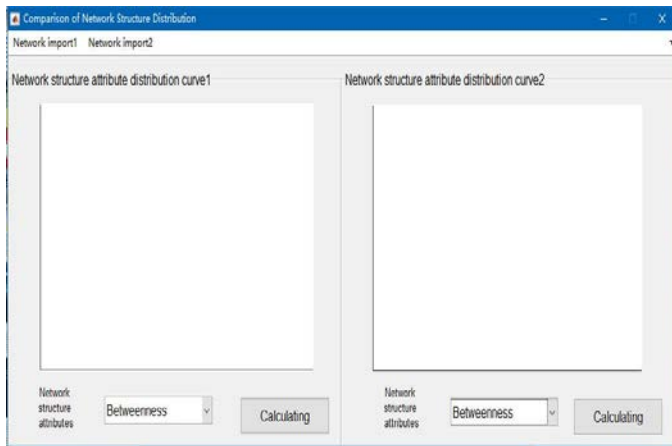 Comparison of Network Structure Distribution
Network import1 Network import2
Network structure attribute distribution curve1
Network structure attribute distribution curve2
Network
structure
attributes
Betweenness
Calculating
Network
structure
attributes
Betweenness
Calculating